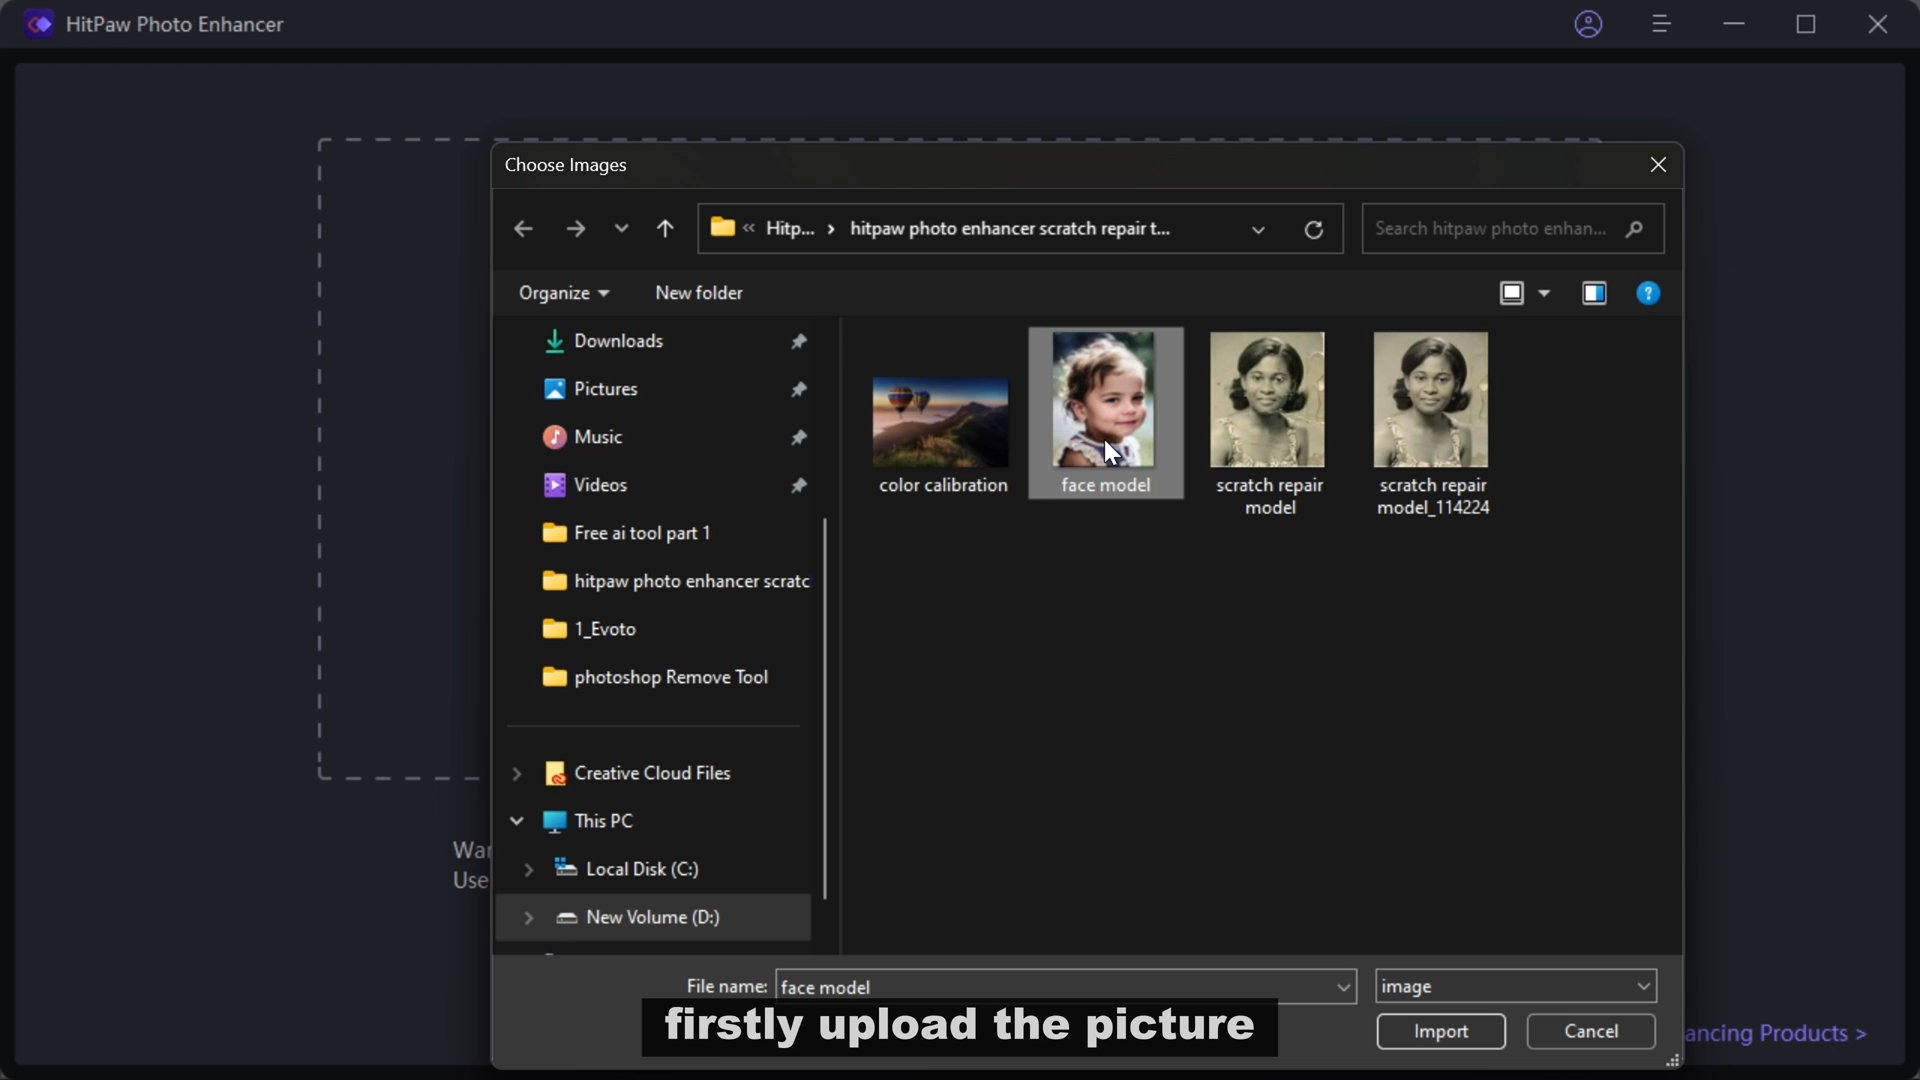 HitPaw Photo Enhancer
Choose Images
« Hitp... › hitpaw photo enhancer scratch repair t...
Search hitpaw photo enhan...
Organize
New folder
?
Downloads
Pictures
Music
Videos
Free ai tool part 1
hitpaw photo enhancer scratc
1_Evoto
photoshop Remove Tool
Creative Cloud Files
This PC
Local Disk (C:)
New Volume (D:)
color calibration
face model
scratch repair
model
scratch repair
model_114224
War
Use
File name: face model
image
firstly upload the picture
Import
Cancel
ancing Products >